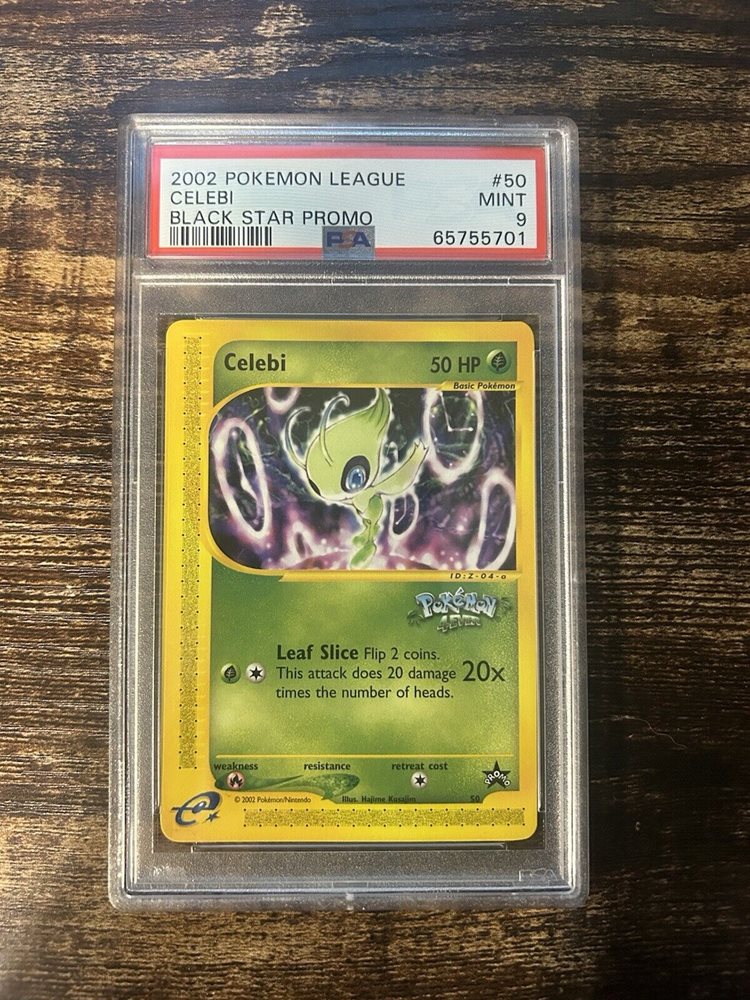 2002 POKEMON LEAGUE #50
CELEBI MINT
BLACK STAR PROMO 9
PSA 65755701
Celebi 50 HP
Basic Pokémon
ID:Z-04-a
POKéMON
4EVER
Leaf Slice Flip 2 coins.
This attack does 20 damage 20x
times the number of heads.
weakness resistance retreat cost
PROMO
© 2002 Pokémon/Nintendo Illus. Hajime Kusajim 50
e
PSA